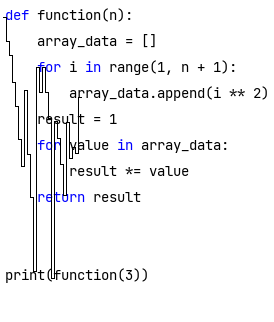 def function(n):
    array_data = []
    for i in range(1, n + 1):
        array_data.append(i ** 2)
    result = 1
    for value in array_data:
        result *= value
    return result
print(function(3))